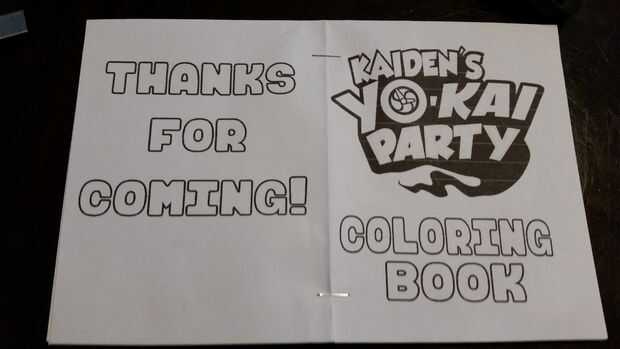 THANKS
FOR
COMING!
KAIDEN'S
YO-KAI
PARTY
COLORING
BOOK